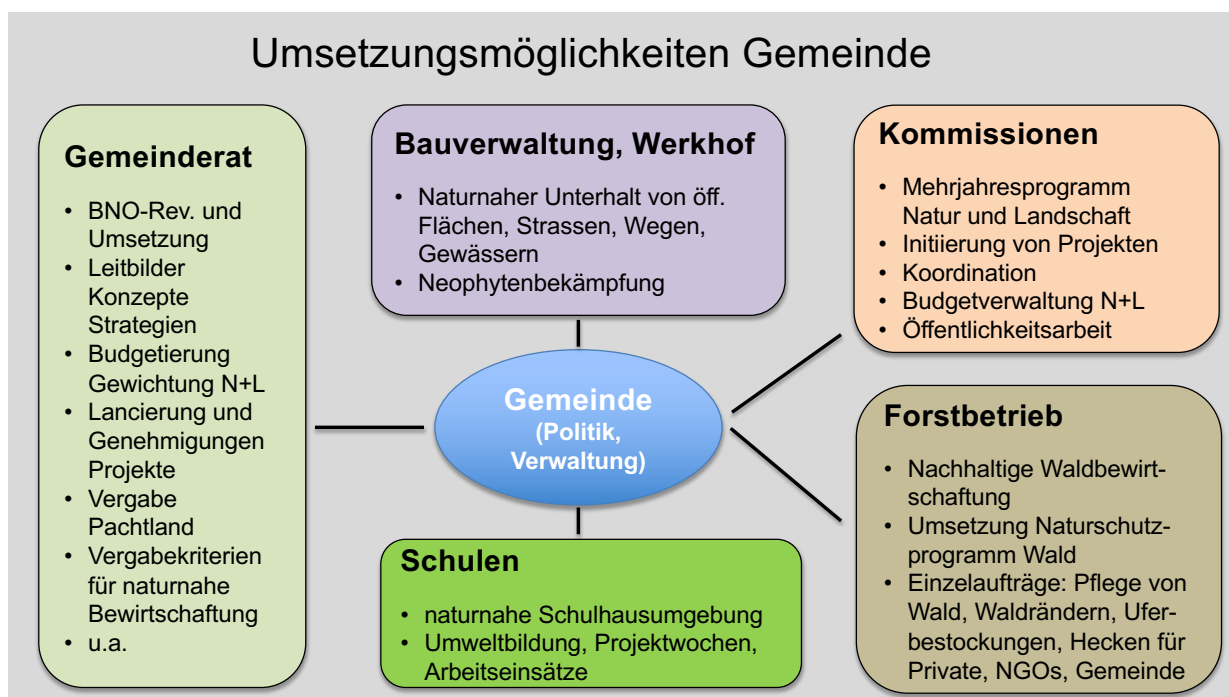 Umsetzungsmöglichkeiten Gemeinde
Gemeinderat
• BNO-Rev. und
Umsetzung
• Leitbilder
Konzepte
Strategien
• Budgetierung
Gewichtung N+L
• Lancierung und
Genehmigungen
Projekte
• Vergabe
Pachtland
• Vergabekriterien
für naturnahe
Bewirtschaftung
• u.a.
Bauverwaltung, Werkhof
• Naturnaher Unterhalt von öff.
Flächen, Strassen, Wegen,
Gewässern
• Neophytenbekämpfung
Kommissionen
• Mehrjahresprogramm
Natur und Landschaft
• Initiierung von Projekten
• Koordination
• Budgetverwaltung N+L
• Öffentlichkeitsarbeit
Gemeinde
(Politik,
Verwaltung)
Schulen
• naturnahe Schulhausumgebung
• Umweltbildung, Projektwochen,
Arbeitseinsätze
Forstbetrieb
• Nachhaltige Waldbewirt-
schaftung
• Umsetzung Naturschutz-
programm Wald
• Einzelaufträge: Pflege von
Wald, Waldrändern, Ufer-
bestockungen, Hecken für
Private, NGOs, Gemeinde